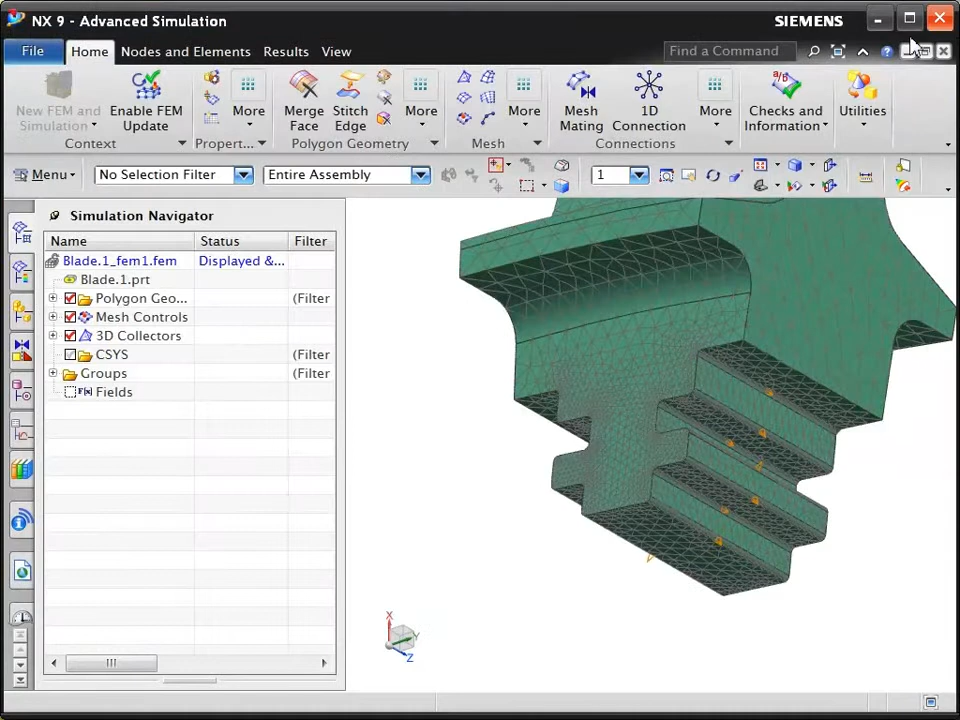 NX 9 - Advanced Simulation
SIEMENS
File
Home
Nodes and Elements
Results
View
Find a Command
New FEM and
Simulation
Enable FEM
Update
More
Merge
Face
Stitch
Edge
More
More
Mesh
Mating
1D
Connection
More
Checks and
Information
Utilities
Context
Propert...
Polygon Geometry
Mesh
Connections
Menu
No Selection Filter
Entire Assembly
1
Simulation Navigator
Name
Status
Filter
Blade.1_fem1.fem
Displayed &...
Blade.1.prt
Polygon Geo...
(Filter
Mesh Controls
3D Collectors
CSYS
(Filter
Groups
(Filter
Fields
X
Y
Z